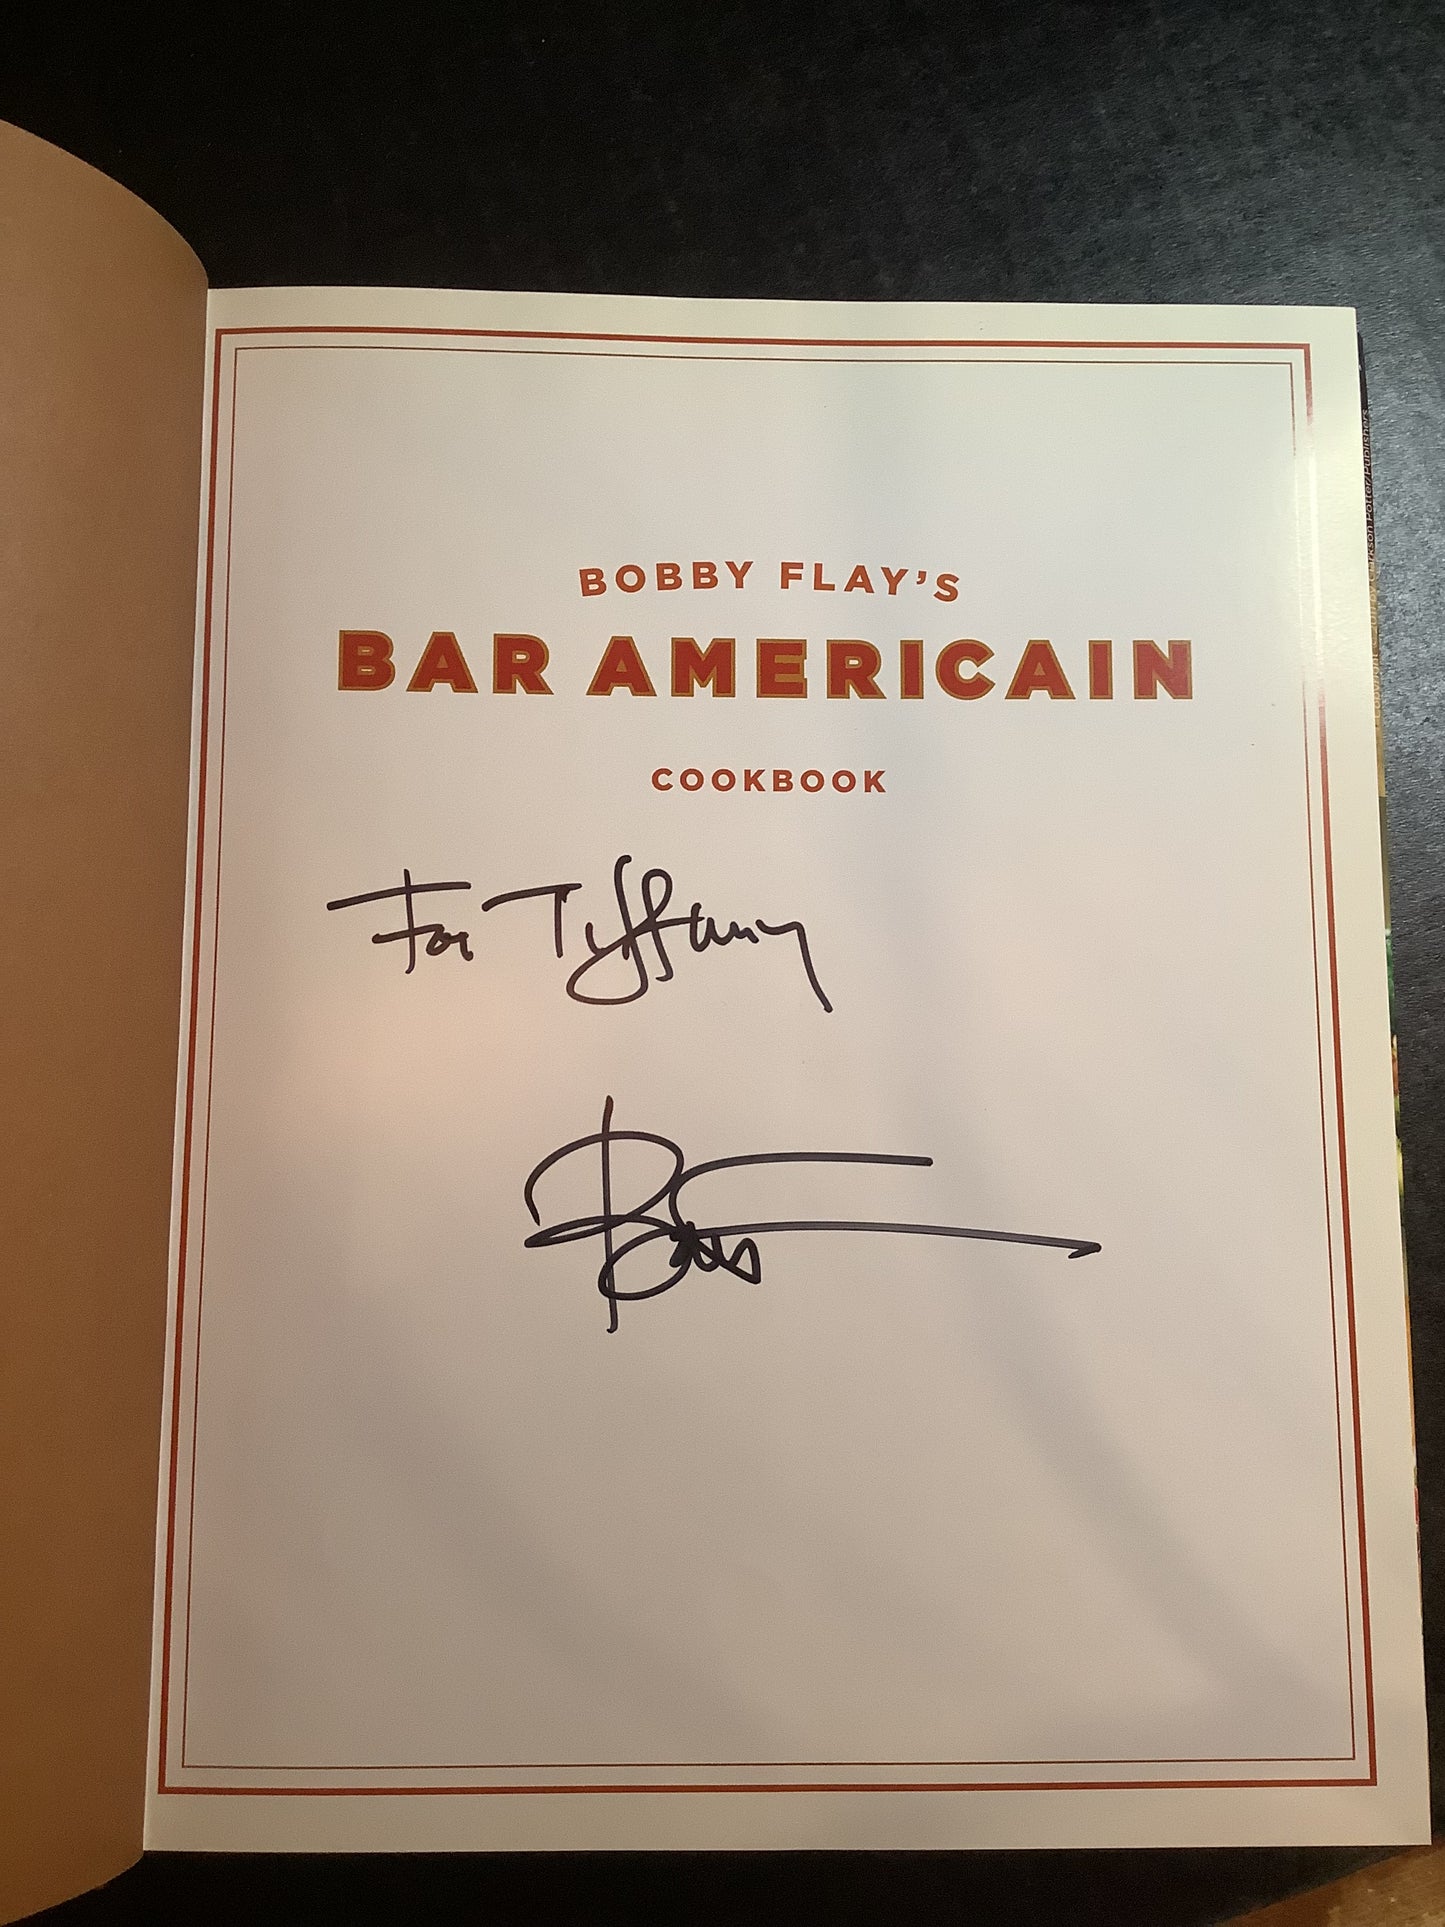 BOBBY FLAY'S
BAR AMERICAIN
COOKBOOK
For Tiffany